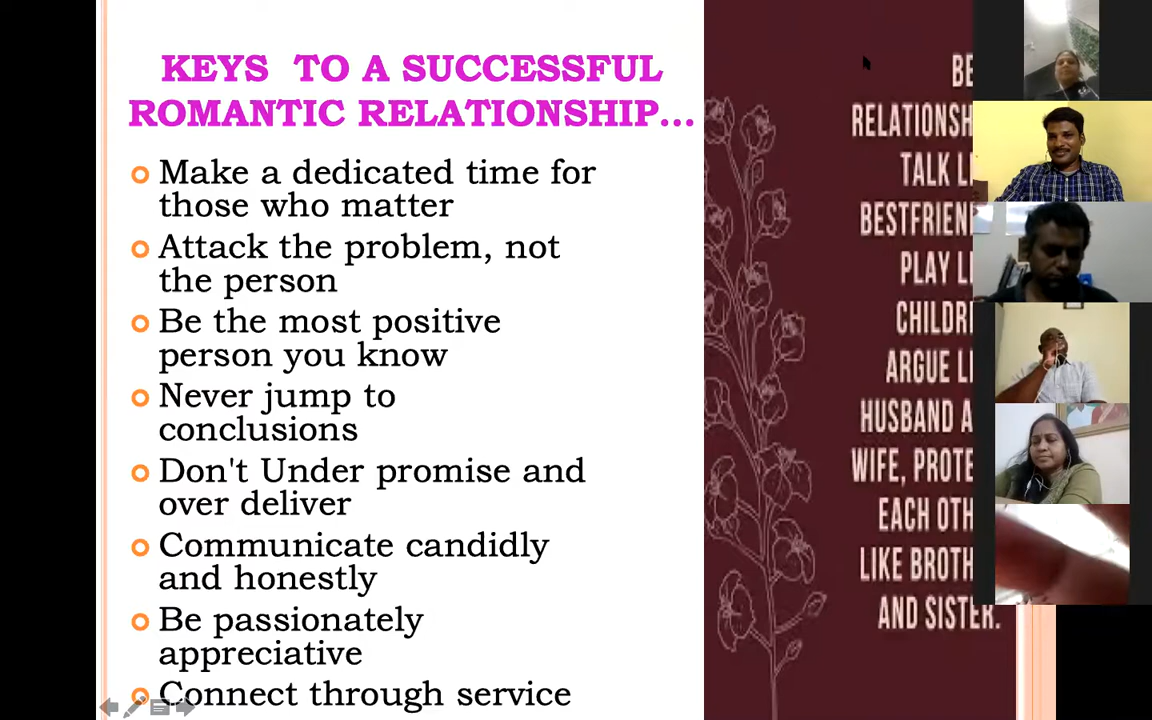 KEYS TO A SUCCESSFUL
ROMANTIC RELATIONSHIP...
Make a dedicated time for
those who matter
Attack the problem, not
the person
Be the most positive
person you know
Never jump to
conclusions
Don't Under promise and
over deliver
Communicate candidly
and honestly
Be passionately
appreciative
Connect through service
BE
RELATIONSH
TALK LI
BESTFRIEN
PLAY LI
CHILDR
ARGUE LI
HUSBAND A
WIFE, PROTE
EACH OTH
LIKE BROTH
AND SISTER.